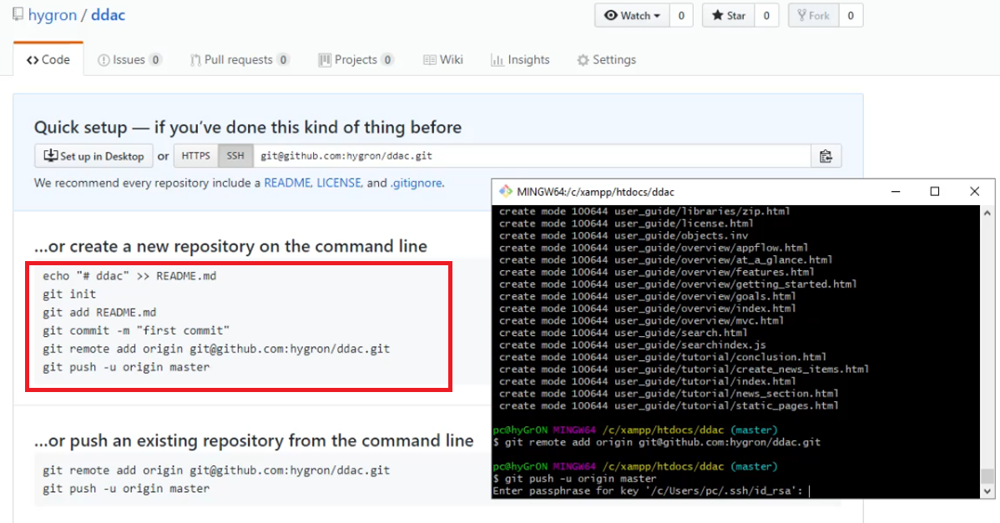 hygron / ddac
Watch 0 Star 0 Fork 0
Code Issues 0 Pull requests 0 Projects 0 Wiki Insights Settings
Quick setup — if you've done this kind of thing before
Set up in Desktop or HTTPS SSH git@github.com:hygron/ddac.git
We recommend every repository include a README, LICENSE, and .gitignore.
…or create a new repository on the command line
echo "# ddac" >> README.md
git init
git add README.md
git commit -m "first commit"
git remote add origin git@github.com:hygron/ddac.git
git push -u origin master
…or push an existing repository from the command line
git remote add origin git@github.com:hygron/ddac.git
git push -u origin master
MINGW64:/c/xampp/htdocs/ddac
create mode 100644 user_guide/libraries/zip.html
create mode 100644 user_guide/license.html
create mode 100644 user_guide/objects.inv
create mode 100644 user_guide/overview/appflow.html
create mode 100644 user_guide/overview/at_a_glance.html
create mode 100644 user_guide/overview/features.html
create mode 100644 user_guide/overview/getting_started.html
create mode 100644 user_guide/overview/goals.html
create mode 100644 user_guide/overview/index.html
create mode 100644 user_guide/overview/mvc.html
create mode 100644 user_guide/search.html
create mode 100644 user_guide/searchindex.js
create mode 100644 user_guide/tutorial/conclusion.html
create mode 100644 user_guide/tutorial/create_news_items.html
create mode 100644 user_guide/tutorial/index.html
create mode 100644 user_guide/tutorial/news_section.html
create mode 100644 user_guide/tutorial/static_pages.html
pc@hyGrON MINGW64 /c/xampp/htdocs/ddac (master)
$ git remote add origin git@github.com:hygron/ddac.git
pc@hyGrON MINGW64 /c/xampp/htdocs/ddac (master)
$ git push -u origin master
Enter passphrase for key '/c/Users/pc/.ssh/id_rsa':